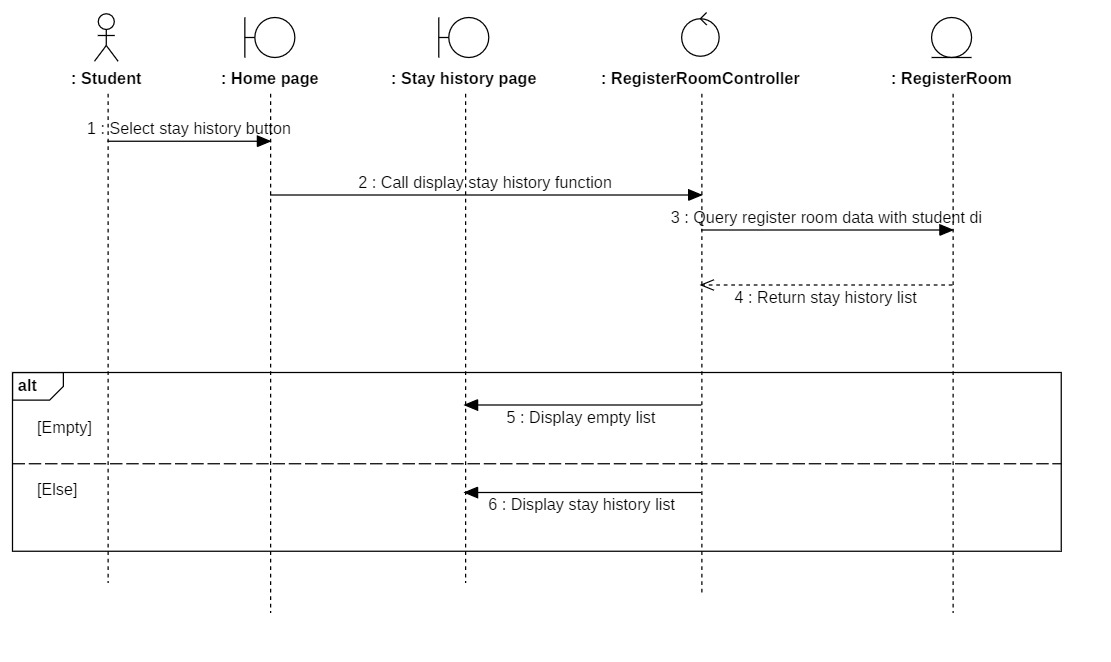 : Student
: Home page
: Stay history page
: RegisterRoomController
: RegisterRoom
1 : Select stay history button
2 : Call display stay history function
3 : Query register room data with student di
4 : Return stay history list
alt
5 : Display empty list
[Empty]
[Else]
6 : Display stay history list